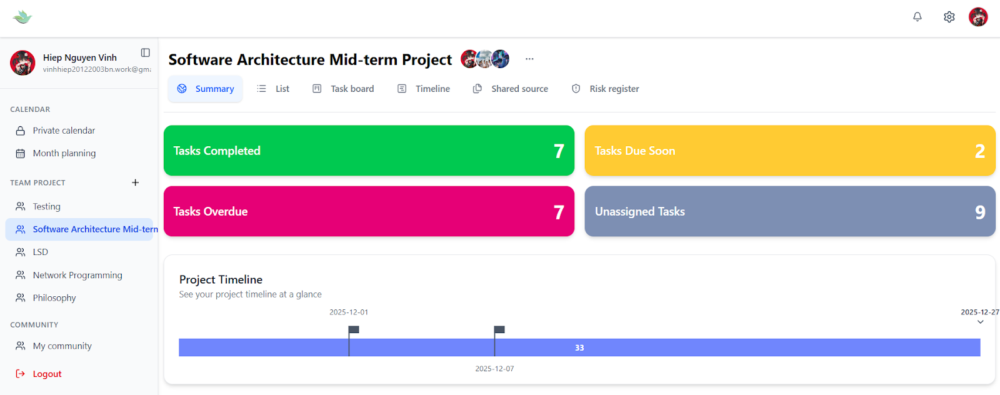 Hiep Nguyen Vinh
vinhhiep20122003bn.work@gma
CALENDAR
Private calendar
Month planning
TEAM PROJECT
Testing
Software Architecture Mid-term
LSD
Network Programming
Philosophy
COMMUNITY
My community
Logout
Software Architecture Mid-term Project
Summary
List
Task board
Timeline
Shared source
Risk register
Tasks Completed 7
Tasks Due Soon 2
Tasks Overdue 7
Unassigned Tasks 9
Project Timeline
See your project timeline at a glance
2025-12-01
2025-12-27
33
2025-12-07